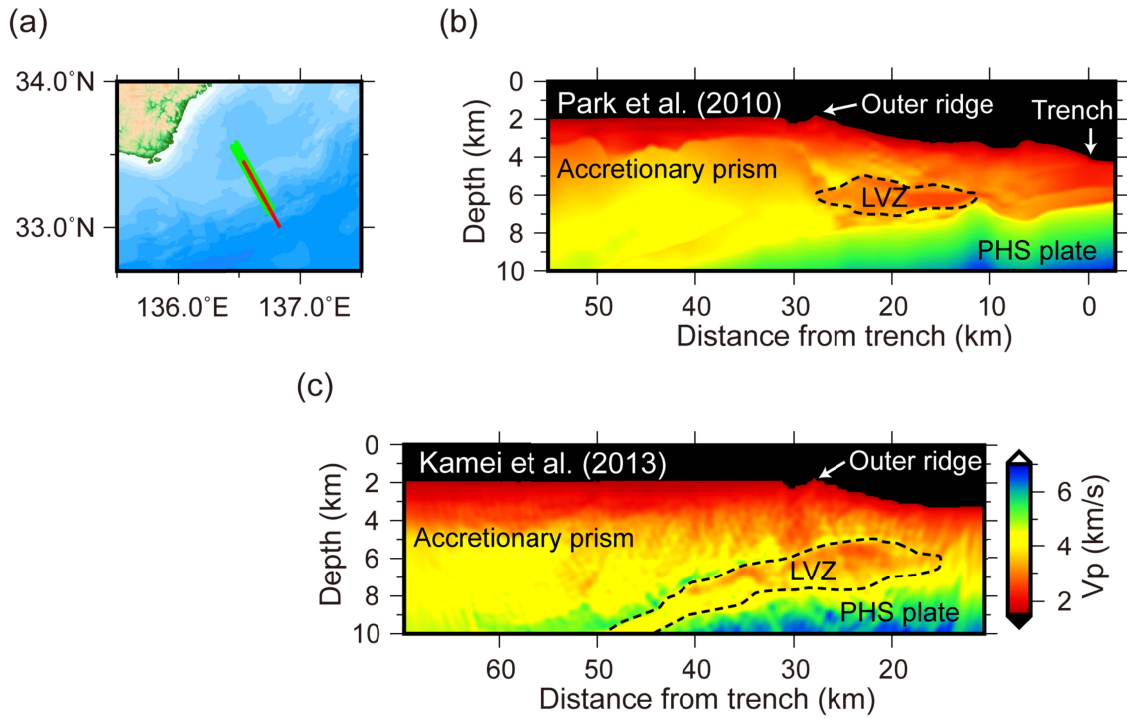 (a)
34.0°N
33.0°N
136.0°E 137.0°E
(b)
0
2
4
6
8
10
Depth (km)
Park et al. (2010)
Outer ridge
Trench
Accretionary prism
LVZ
PHS plate
50 40 30 20 10 0
Distance from trench (km)
(c)
0
2
4
6
8
10
Depth (km)
Kamei et al. (2013)
Outer ridge
Accretionary prism
LVZ
PHS plate
60 50 40 30 20
Distance from trench (km)
6
4
2
Vp (km/s)